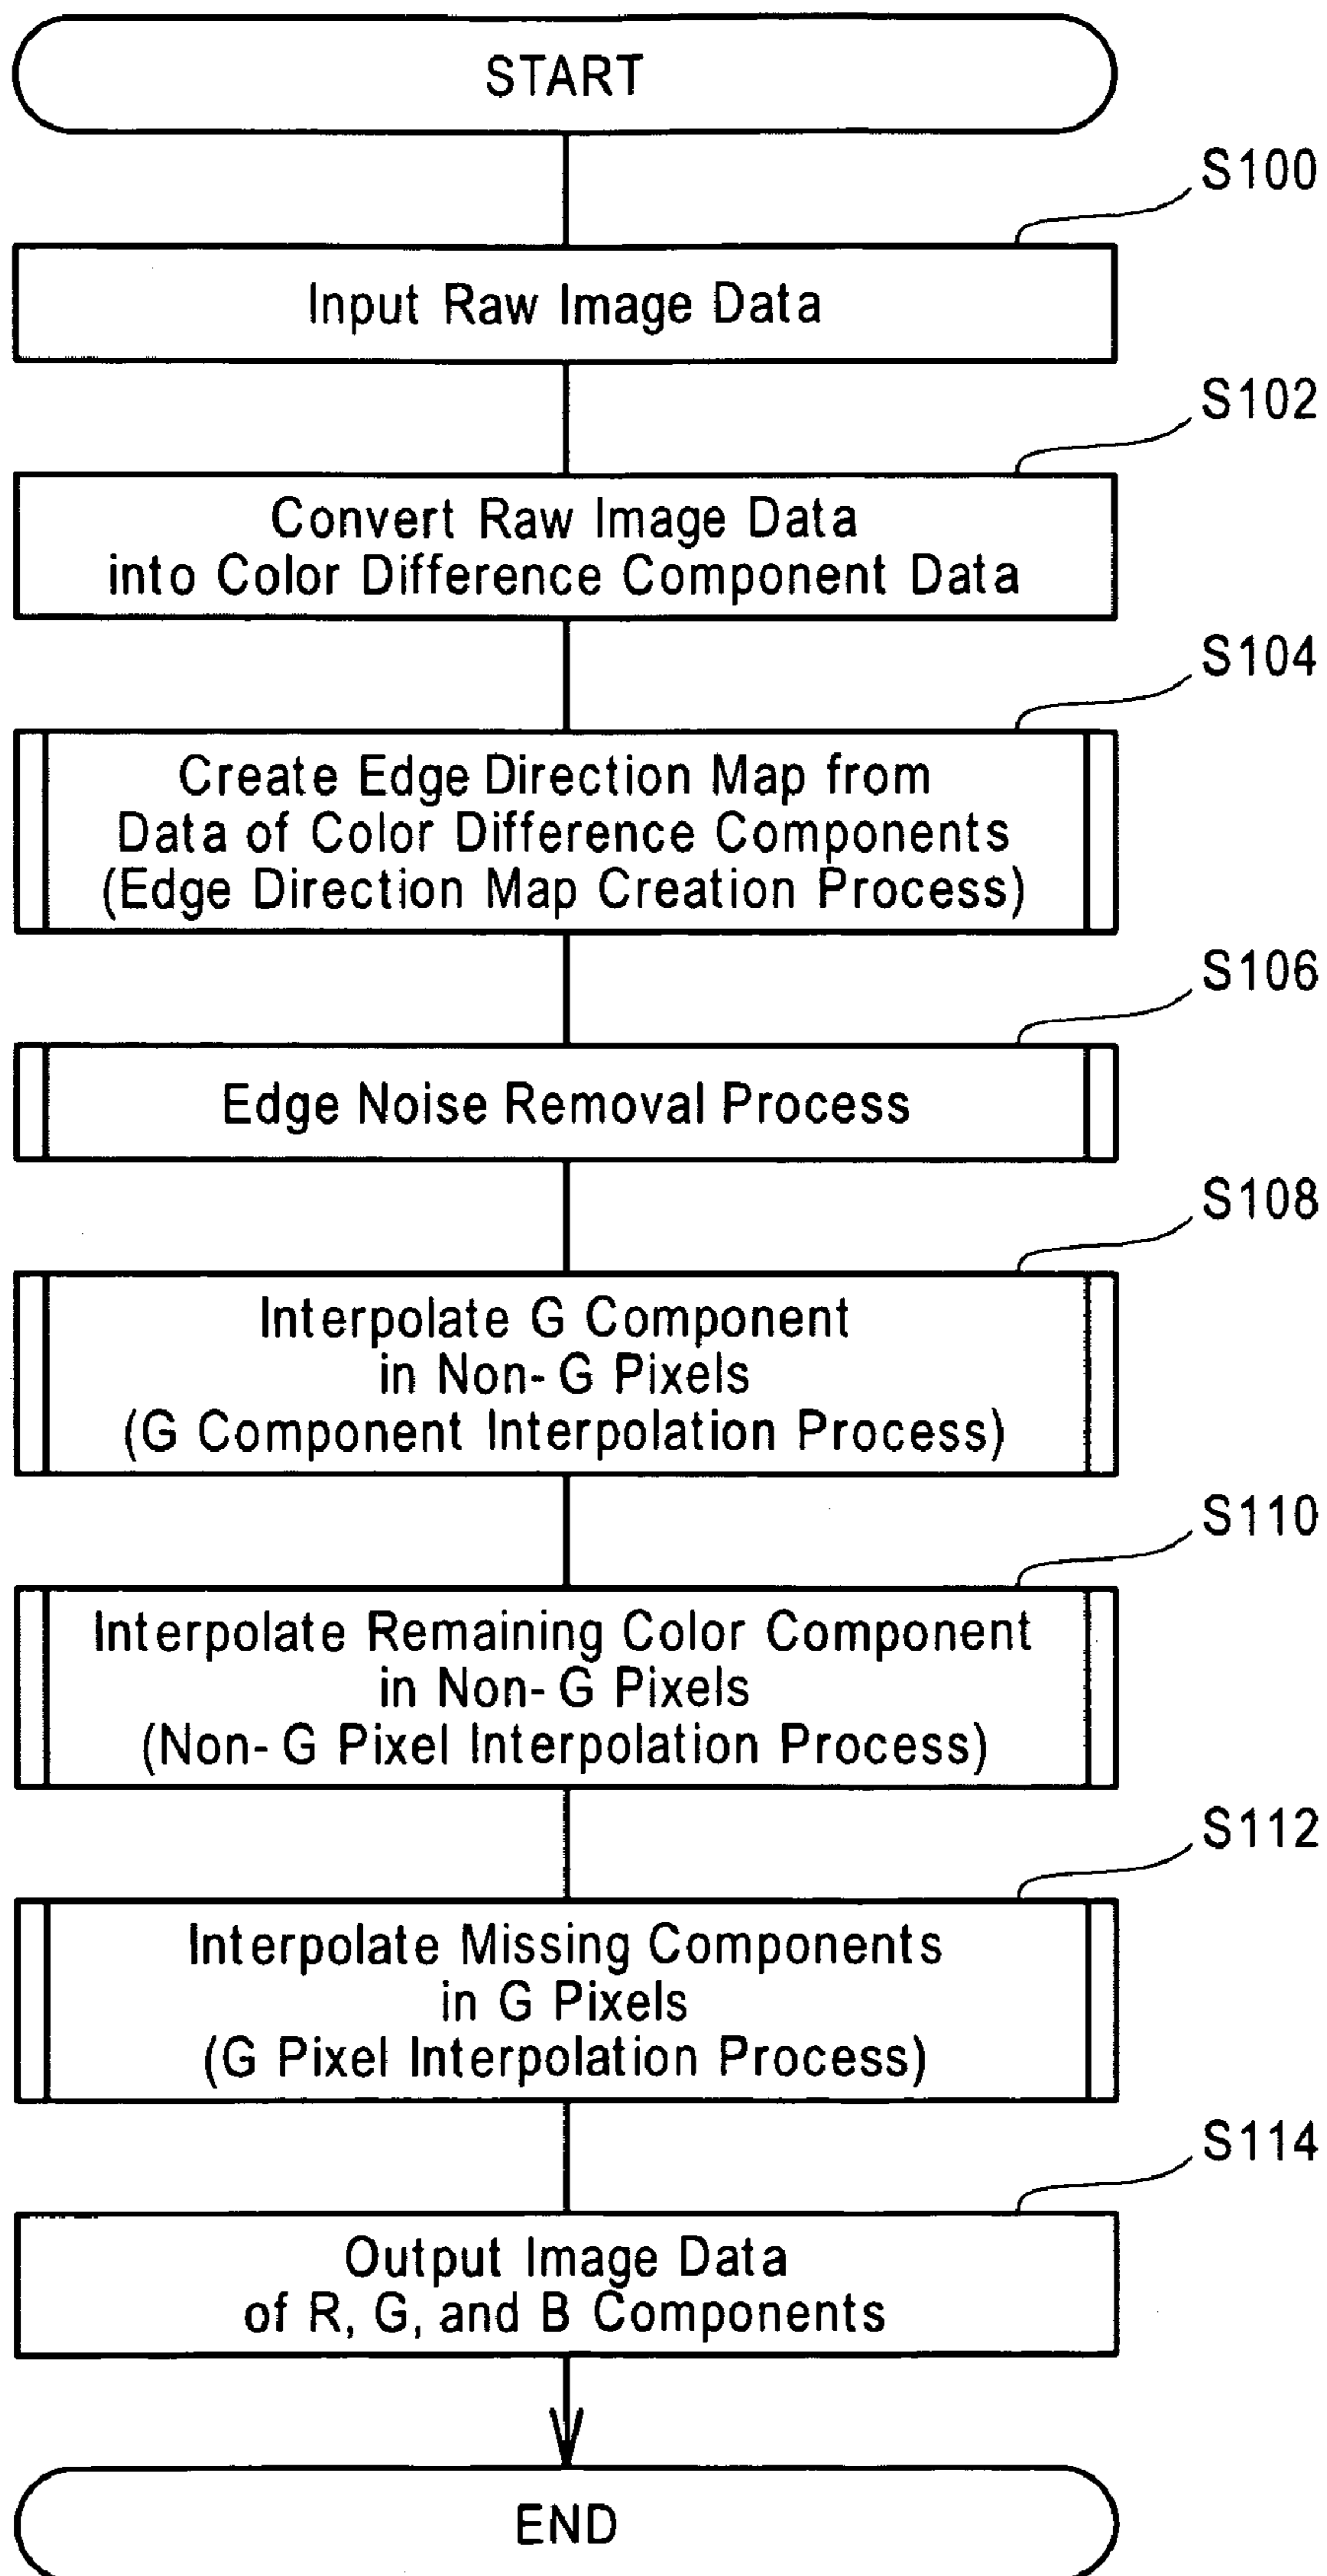 START
S100
Input Raw Image Data
S102
Convert Raw Image Data
into Color Difference Component Data
S104
Create Edge Direction Map from
Data of Color Difference Components
(Edge Direction Map Creation Process)
S106
Edge Noise Removal Process
S108
Interpolate G Component
in Non-G Pixels
(G Component Interpolation Process)
S110
Interpolate Remaining Color Component
in Non-G Pixels
(Non-G Pixel Interpolation Process)
S112
Interpolate Missing Components
in G Pixels
(G Pixel Interpolation Process)
S114
Output Image Data
of R, G, and B Components
END